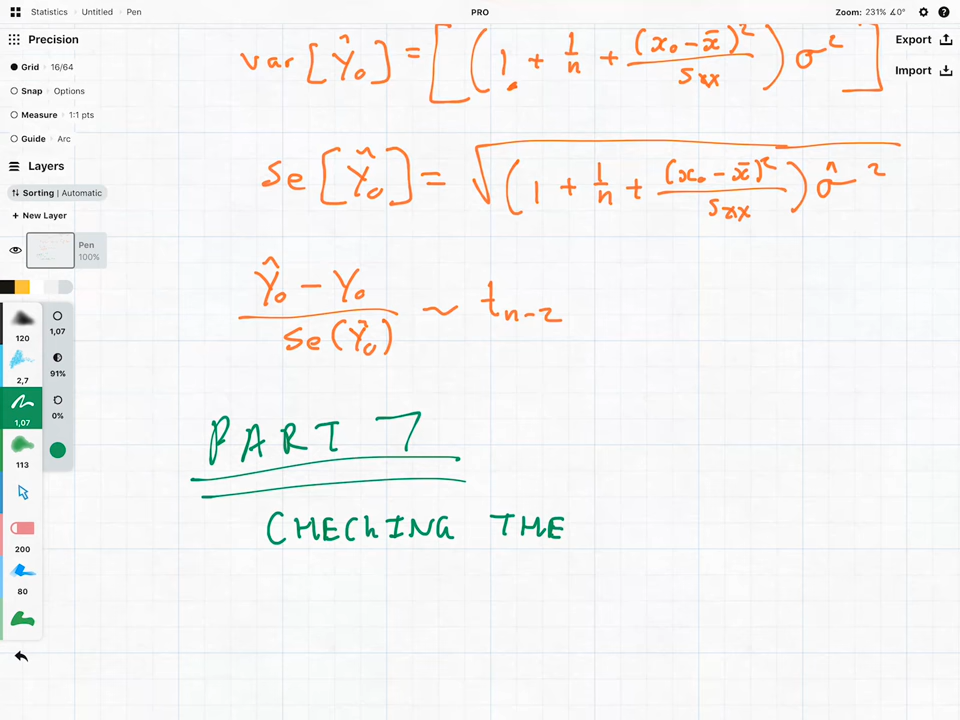 Statistics › Untitled › Pen
PRO
Zoom: 231% ∡0°
Precision
Grid 16/64
Snap Options
Measure 1:1 pts
Guide Arc
Layers
Sorting | Automatic
+ New Layer
Pen
100%
120
2,7
1,07
113
200
80
1,07
91%
0%
Export
Import
var[Ŷ₀] = [(1 + 1/n + (x₀ - x̄)²/Sxx) σ²]
se[Ŷ₀] = √(1 + 1/n + (x₀ - x̄)²/Sxx) σ̂²
(Ŷ₀ - Y₀)/se(Ŷ₀) ~ tₙ₋₂
PART 7
CHEChING THE